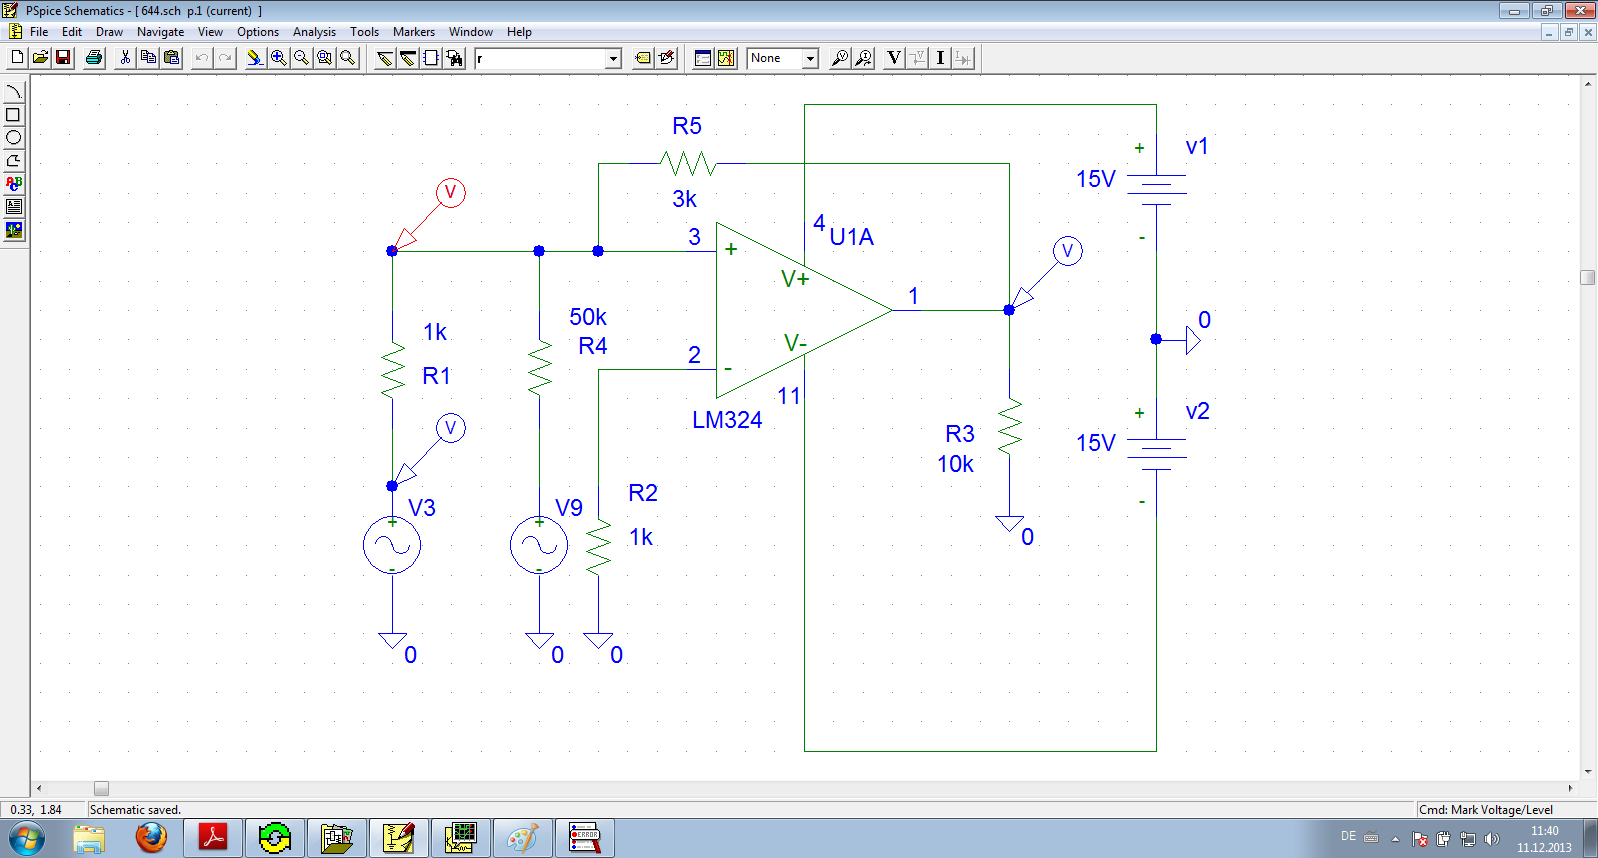 PSpice Schematics - [ 644.sch  p.1 (current)  ]
File Edit Draw Navigate View Options Analysis Tools Markers Window Help
r
None
V
I
ABC
R5
3k
V
+
v1
15V
-
3
+
4
U1A
V+
V
1
1k
R1
50k
R4
0
2
-
V-
11
LM324
V
+
v2
15V
-
R3
10k
V3
+
-
V9
+
-
R2
1k
0
0
0
0
0.33, 1.84
Schematic saved.
Cmd: Mark Voltage/Level
ERROR
DE
11:40
11.12.2013